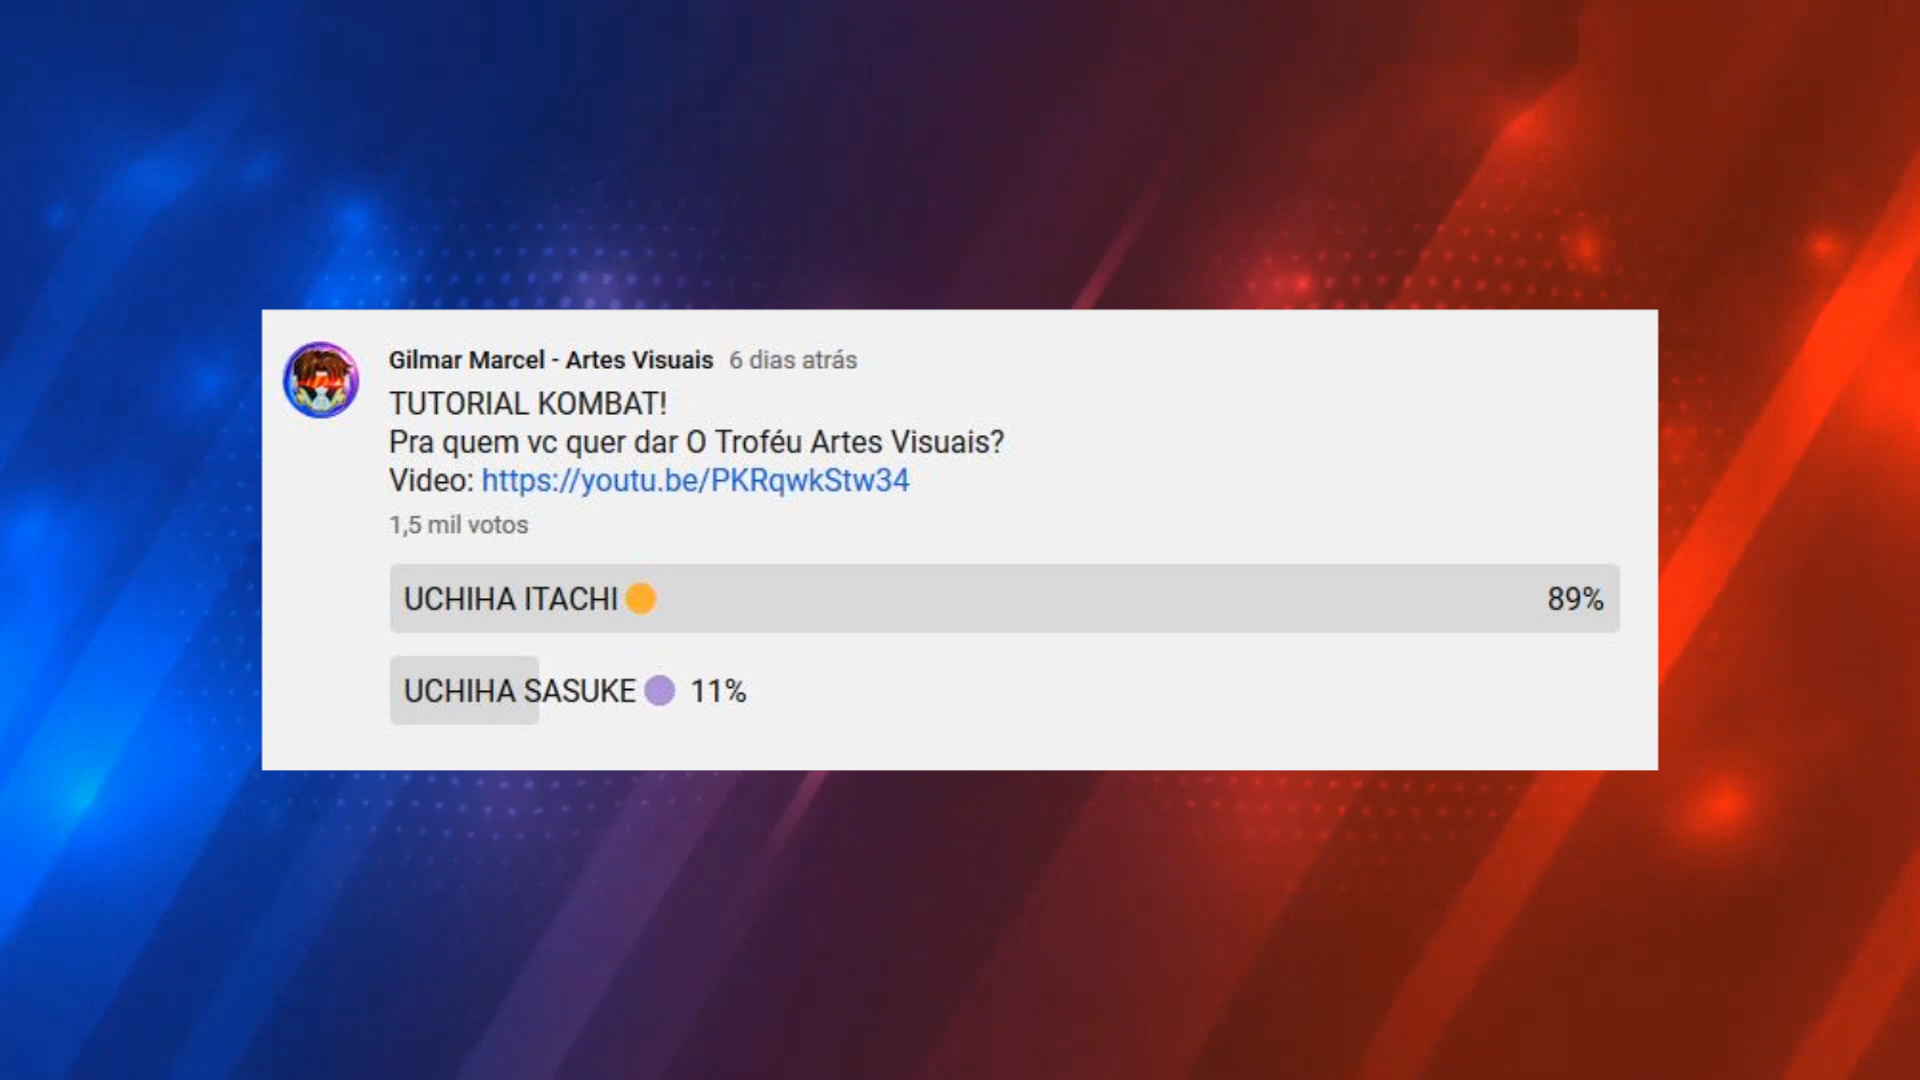 Gilmar Marcel - Artes Visuais 6 dias atrás
TUTORIAL KOMBAT!
Pra quem vc quer dar O Troféu Artes Visuais?
Video: https://youtu.be/PKRqwkStw34
1,5 mil votos
UCHIHA ITACHI 89%
UCHIHA SASUKE 11%